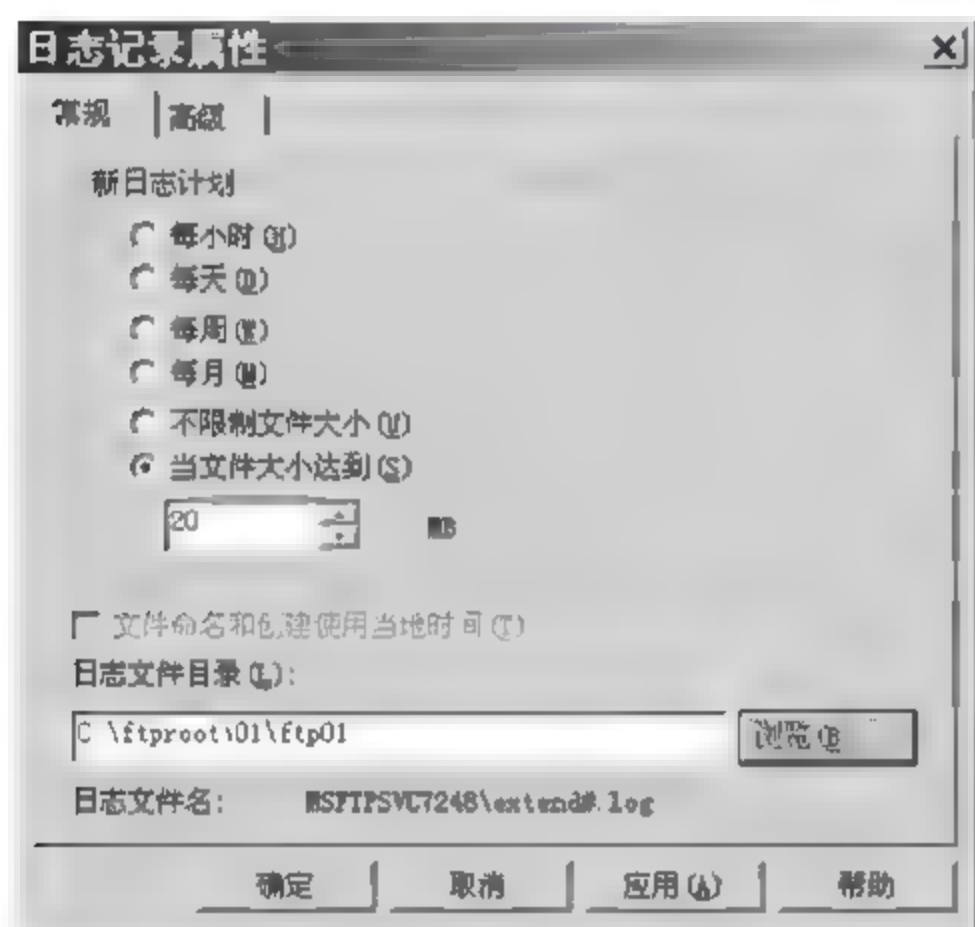 日志记录属性
常规 高级
新日志计划
每小时(H)
每天(D)
每周(W)
每月(M)
不限制文件大小(U)
当文件大小达到(S)
20 MB
文件命名和创建使用当地时间(T)
日志文件目录(L):
C \ftproot\01\ftp01 浏览(B
日志文件名: MSFTPSVC7248\extend#.log
确定 取消 应用(A) 帮助